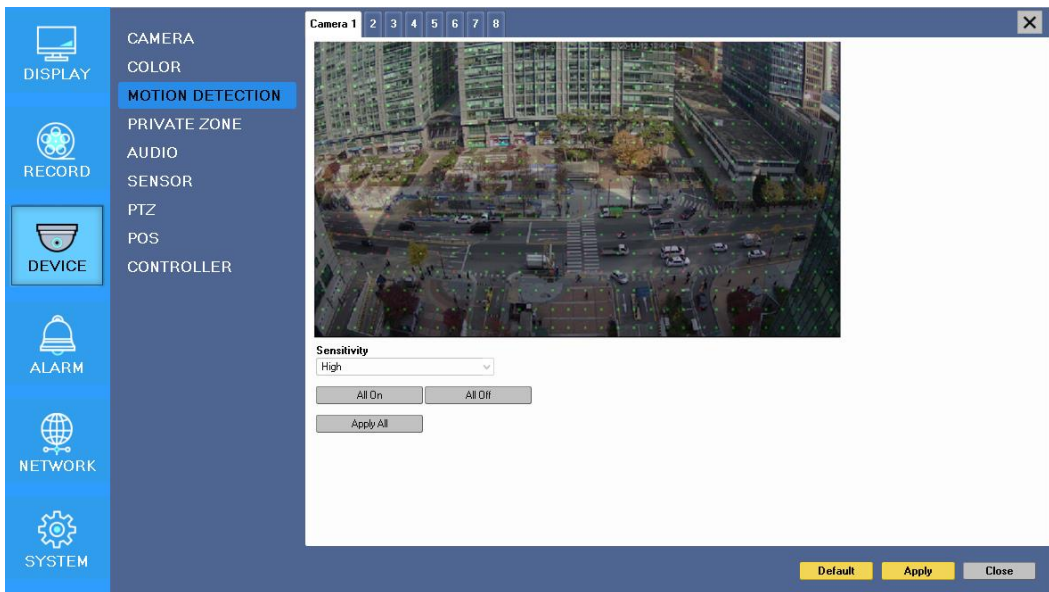 DISPLAY
RECORD
DEVICE
ALARM
NETWORK
SYSTEM
CAMERA
COLOR
MOTION DETECTION
PRIVATE ZONE
AUDIO
SENSOR
PTZ
POS
CONTROLLER
Camera 1 2 3 4 5 6 7 8
Sensitivity
High
All On All Off
Apply All
Default Apply Close